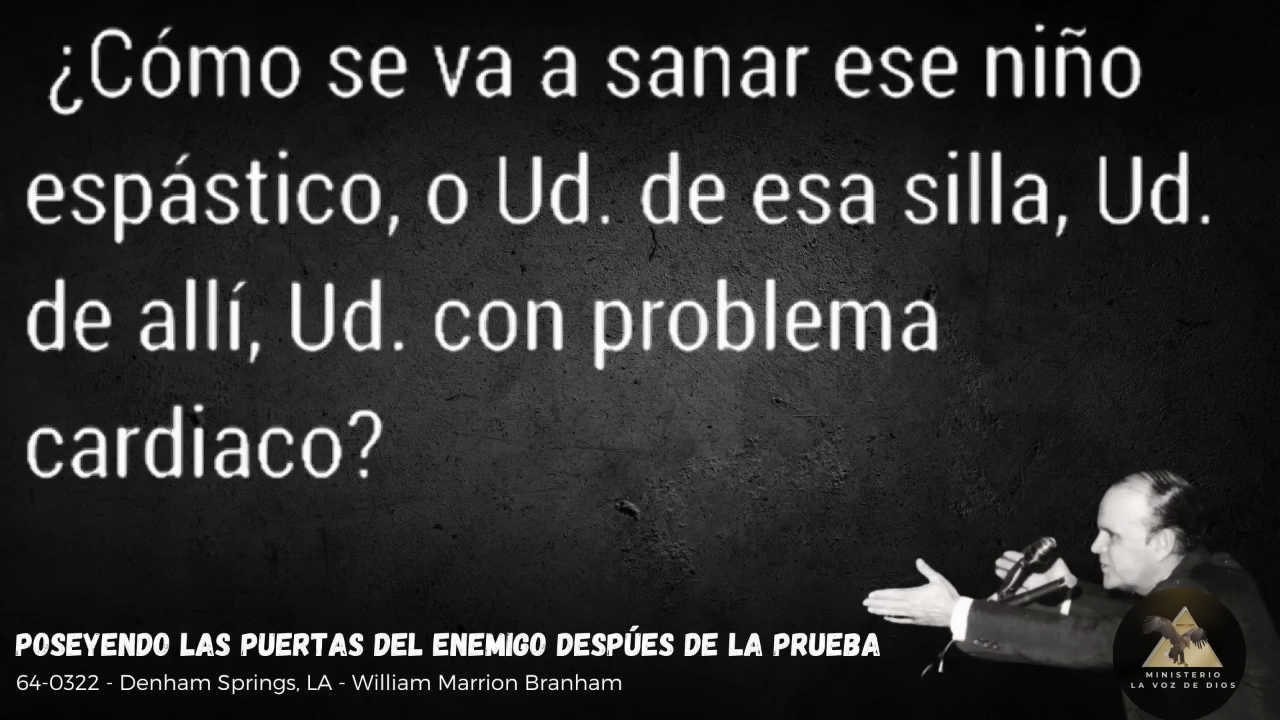 ¿Cómo se va a sanar ese niño
espástico, o Ud. de esa silla, Ud.
de allí, Ud. con problema
cardiaco?
POSEYENDO LAS PUERTAS DEL ENEMIGO DESPÚES DE LA PRUEBA
64-0322 - Denham Springs, LA - William Marrion Branham
MINISTERIO
LA VOZ DE DIOS